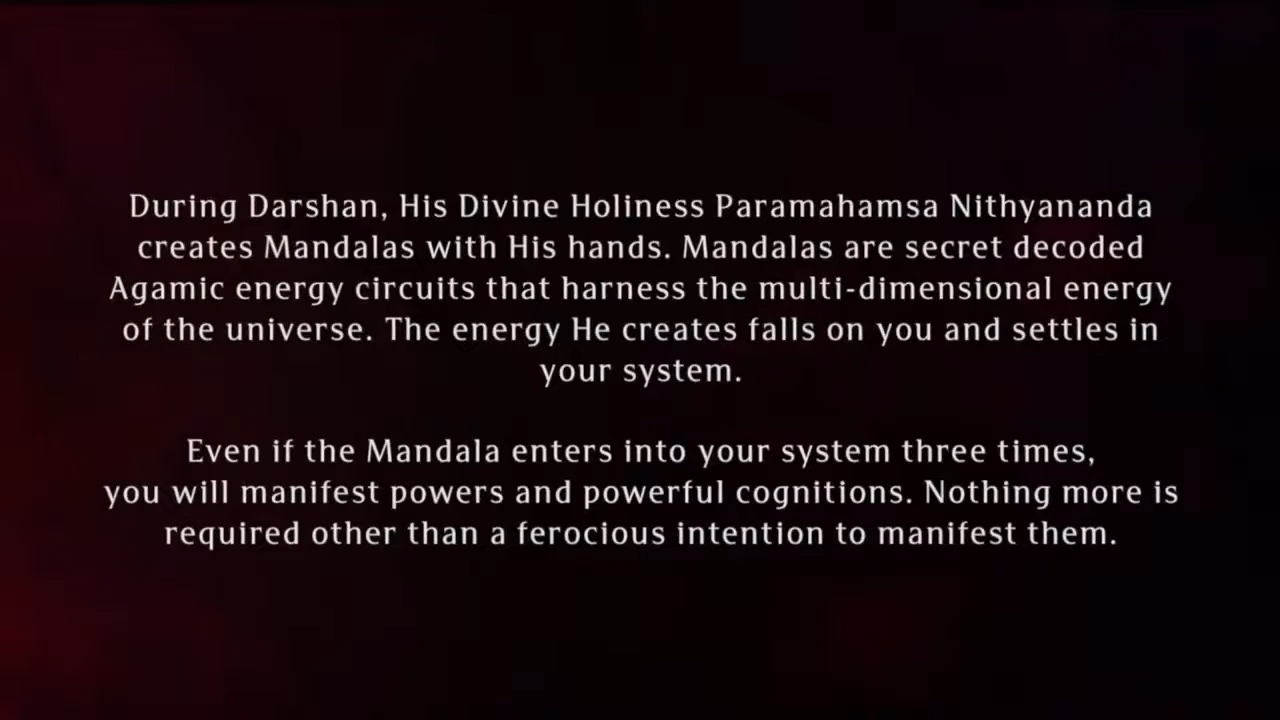 During Darshan, His Divine Holiness Paramahamsa Nithyananda
creates Mandalas with His hands. Mandalas are secret decoded
Agamic energy circuits that harness the multi-dimensional energy
of the universe. The energy He creates falls on you and settles in
your system.
Even if the Mandala enters into your system three times,
you will manifest powers and powerful cognitions. Nothing more is
required other than a ferocious intention to manifest them.